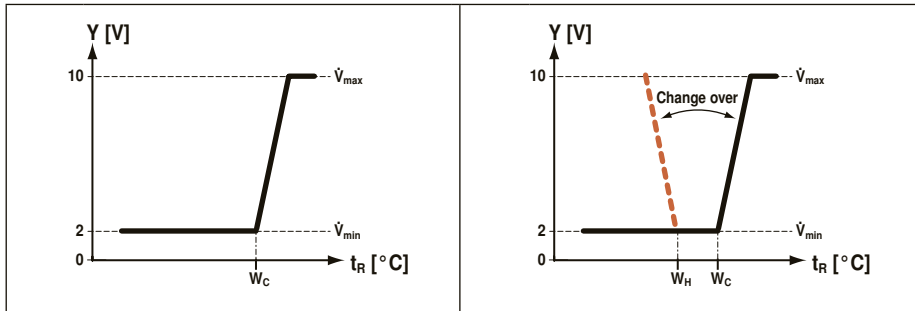 Y [V]
10
V̇max
2
V̇min
0
WC
tR [°C]
Y [V]
10
V̇max
Change over
2
V̇min
0
WH
WC
tR [°C]